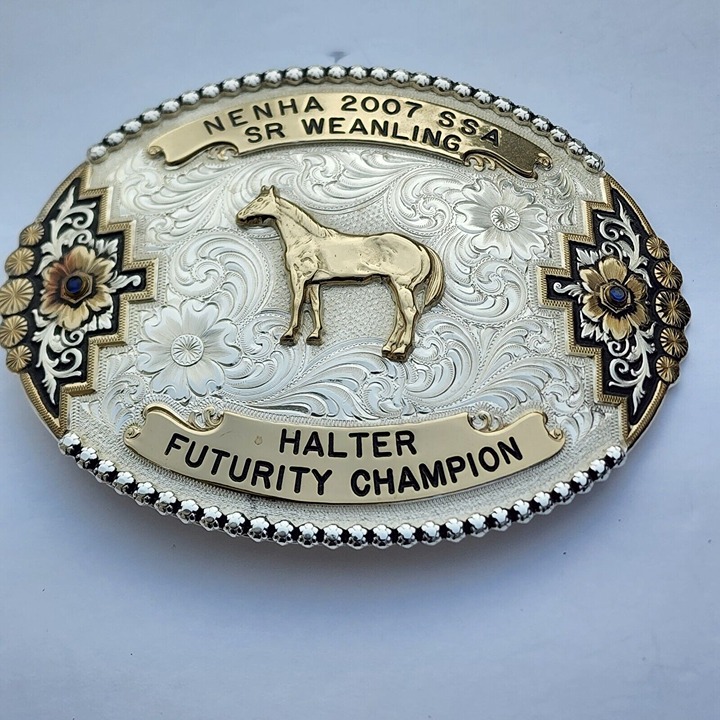 NENHA 2007 SSA
SR WEANLING
HALTER
FUTURITY CHAMPION